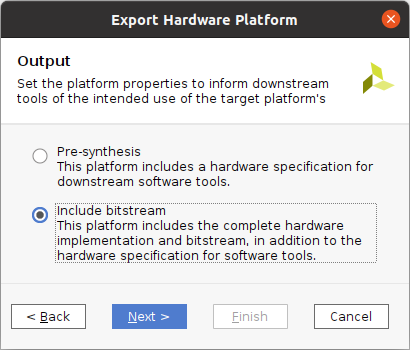 Export Hardware Platform
Output
Set the platform properties to inform downstream
tools of the intended use of the target platform's
Pre-synthesis
This platform includes a hardware specification for
downstream software tools.
Include bitstream
This platform includes the complete hardware
implementation and bitstream, in addition to the
hardware specification for software tools.
< Back
Next >
Finish
Cancel